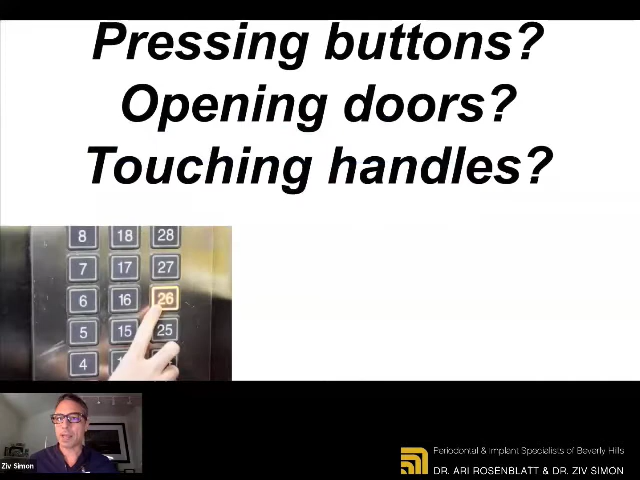 Pressing buttons?
Opening doors?
Touching handles?
8 18 28
7 17 27
6 16 26
5 15 25
4
Ziv Simon
Periodontal & Implant Specialists of Beverly Hills
DR. ARI ROSENBLATT & DR. ZIV SIMON